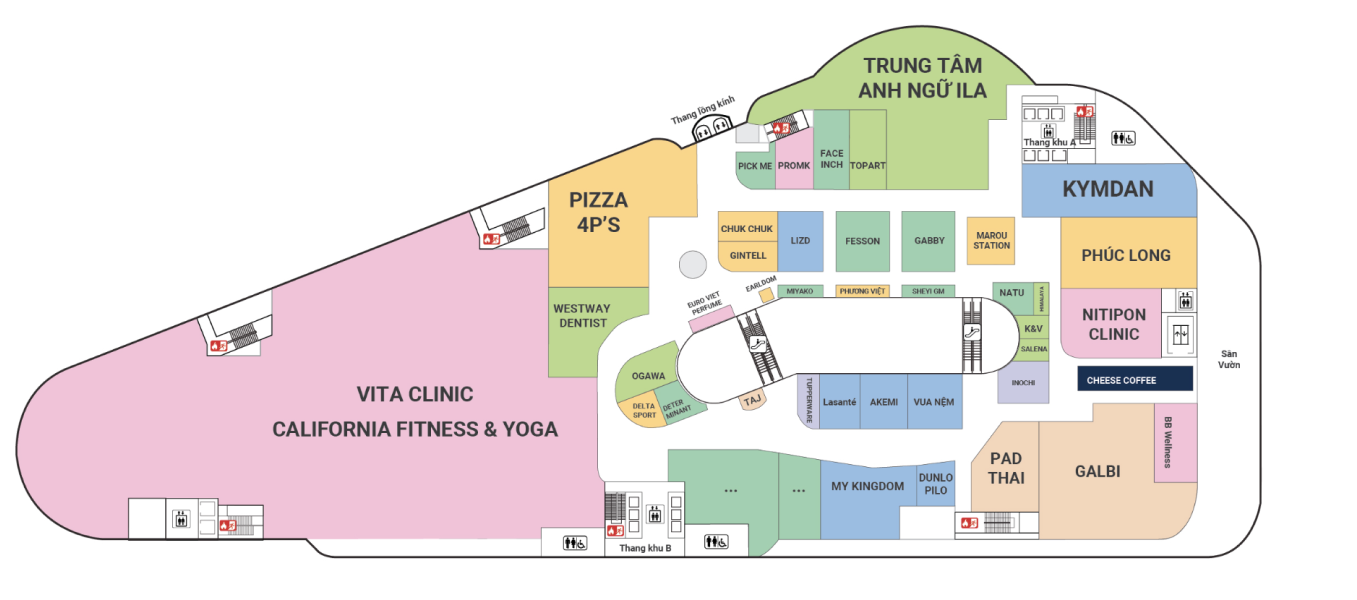 TRUNG TÂM
ANH NGỮ ILA
Thang lồng kính
Thang khu A
PICK ME
PROMK
FACE
INCH
TOPART
KYMDAN
PIZZA
4P'S
CHUK CHUK
GINTELL
LIZD
FESSON
GABBY
MAROU
STATION
PHÚC LONG
EARLDOM
MIYAKO
PHƯƠNG VIỆT
SHEYI GM
NATU
HIMALAYA
EURO VIET
PERFUME
WESTWAY
DENTIST
K&V
SALENA
NITIPON
CLINIC
Sân
Vườn
OGAWA
INOCHI
CHEESE COFFEE
VITA CLINIC
CALIFORNIA FITNESS & YOGA
DELTA
SPORT
DETER
MINANT
TAJ
TUPPERWARE
Lasanté
AKEMI
VUA NỆM
BB Wellness
PAD
THAI
GALBI
...
...
MY KINGDOM
DUNLO
PILO
Thang khu B